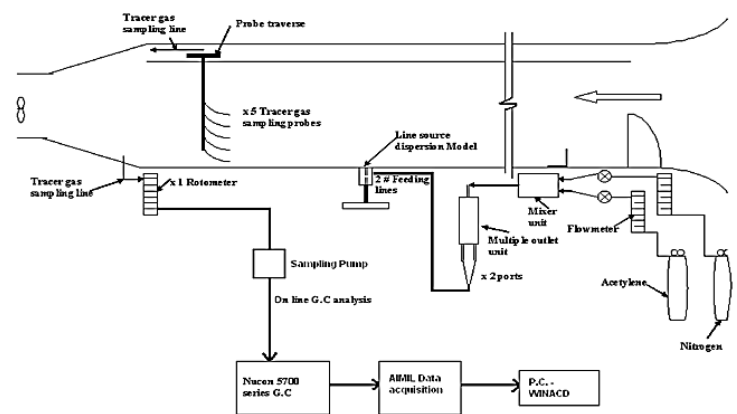 Tracer gas
sampling line
Probe traverse
x 5 Tracer gas
sampling probes
Line source
dispersion Model
Tracer gas
sampling line
x 1 Rotometer
2 # Feeding
lines
Mixer
unit
Flowmeter
Multiple outlet
unit
x 2 ports
Sampling Pump
Acetylene
On line G.C analysis
Nitrogen
Nucon 5700
series G.C
AIMIL Data
acquisition
P.C. -
WINACD